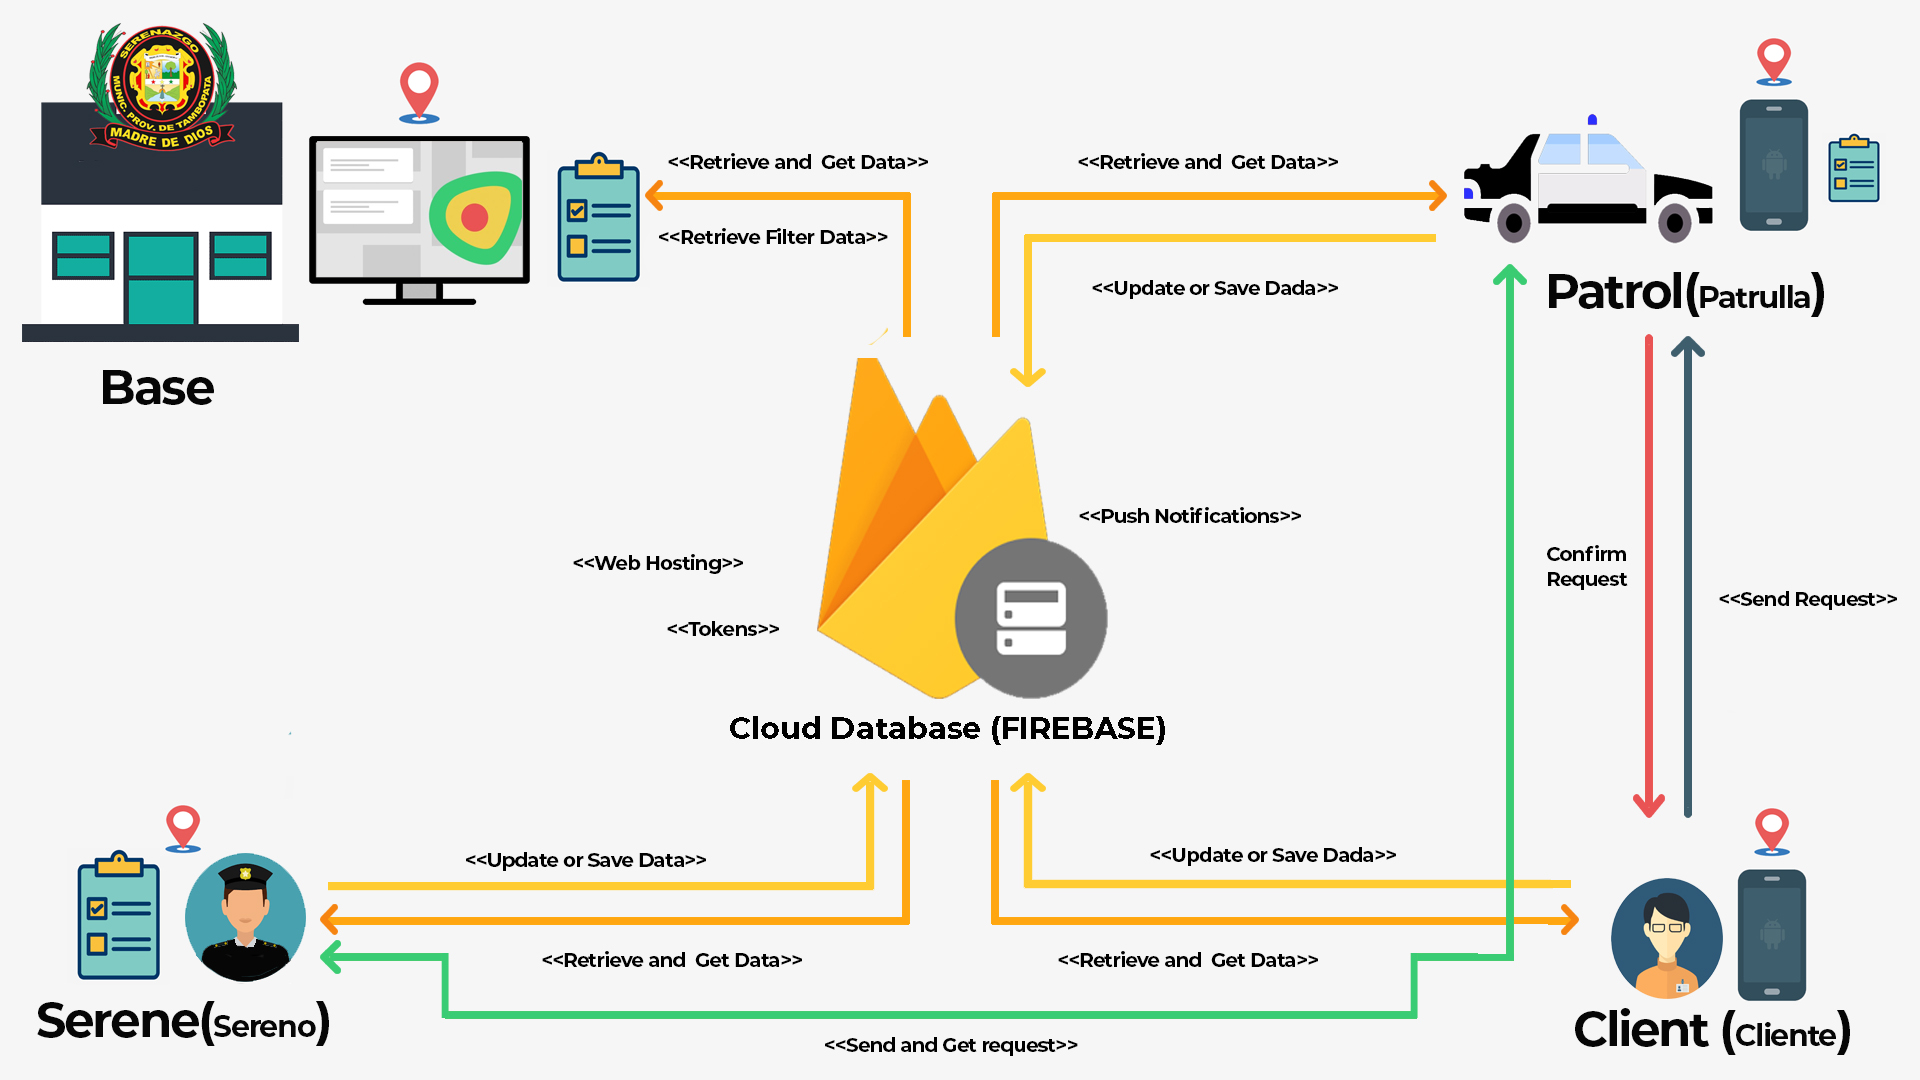 SERENAZGO
MUNIC. PROV. DE TAMBOPATA
MADRE DE DIOS
<<Retrieve and Get Data>>
<<Retrieve and Get Data>>
<<Retrieve Filter Data>>
<<Update or Save Dada>>
Patrol(Patrulla)
Base
<<Push Notifications>>
<<Web Hosting>>
Confirm
Request
<<Send Request>>
<<Tokens>>
Cloud Database (FIREBASE)
<<Update or Save Data>>
<<Update or Save Dada>>
<<Retrieve and Get Data>>
<<Retrieve and Get Data>>
Serene(Sereno)
Client (Cliente)
<<Send and Get request>>